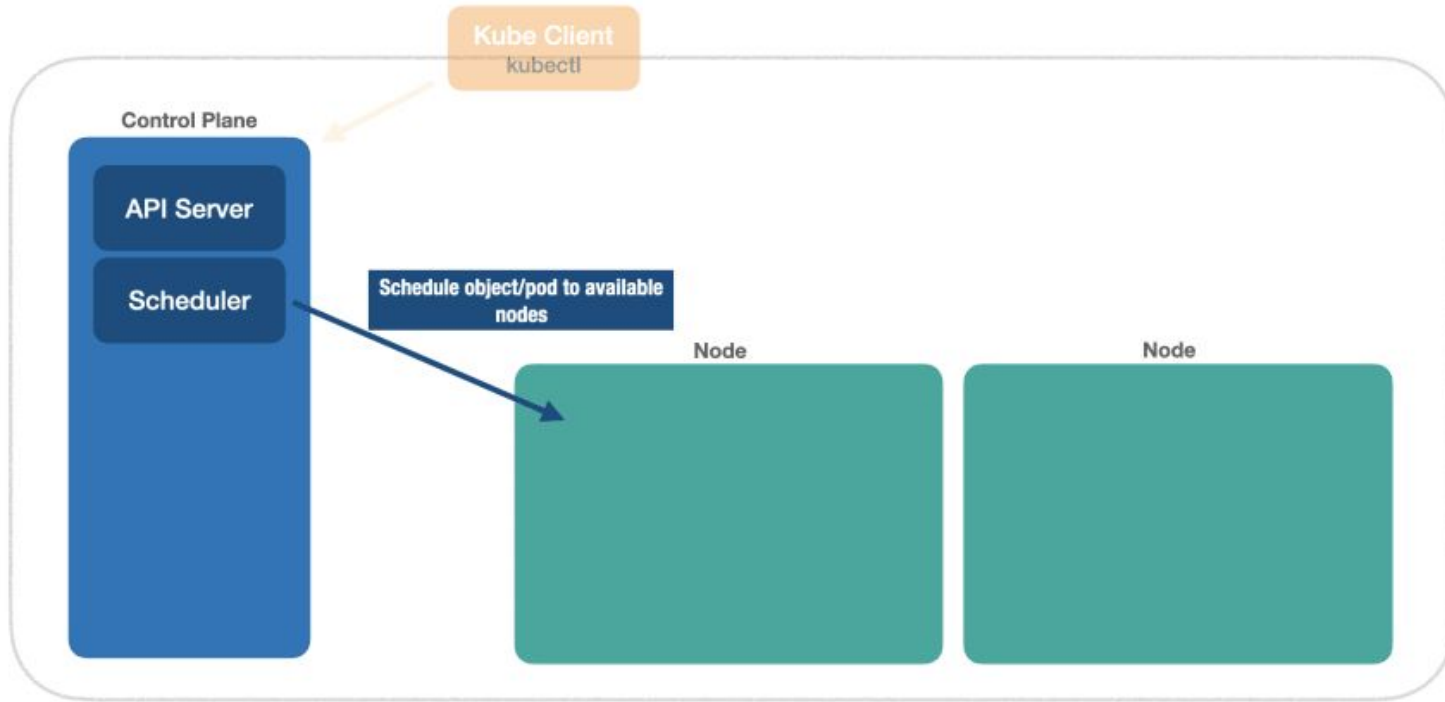 Kube Client
kubectl
Control Plane
API Server
Scheduler
Schedule object/pod to available
nodes
Node
Node